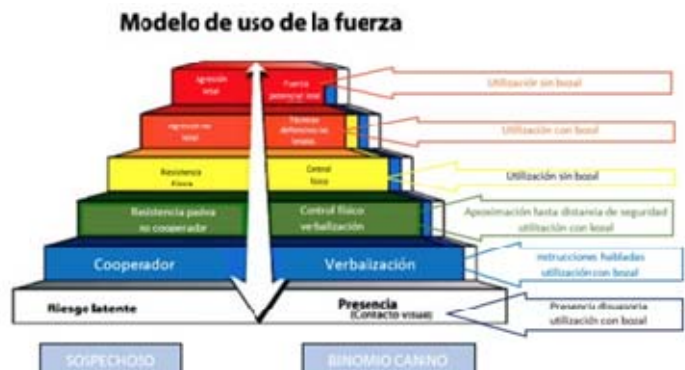 Modelo de uso de la fuerza
Agresión letal
Fuerza potencial letal
Utilización sin bozal
Agresión no letal
Técnicas defensivas no letales
Utilización con bozal
Resistencia física
Control físico
Utilización sin bozal
Resistencia pasiva
no cooperador
Control físico
verbalización
Aproximación hasta distancia de seguridad
utilización con bozal
Cooperador
Verbaización
Instrucciones habladas
utilización con bozal
Riesgo latente
Presencia
(Contacto visual)
Presencia disuasoria
utilización con bozal
SOSPECHOSO
BINOMIO CANINO